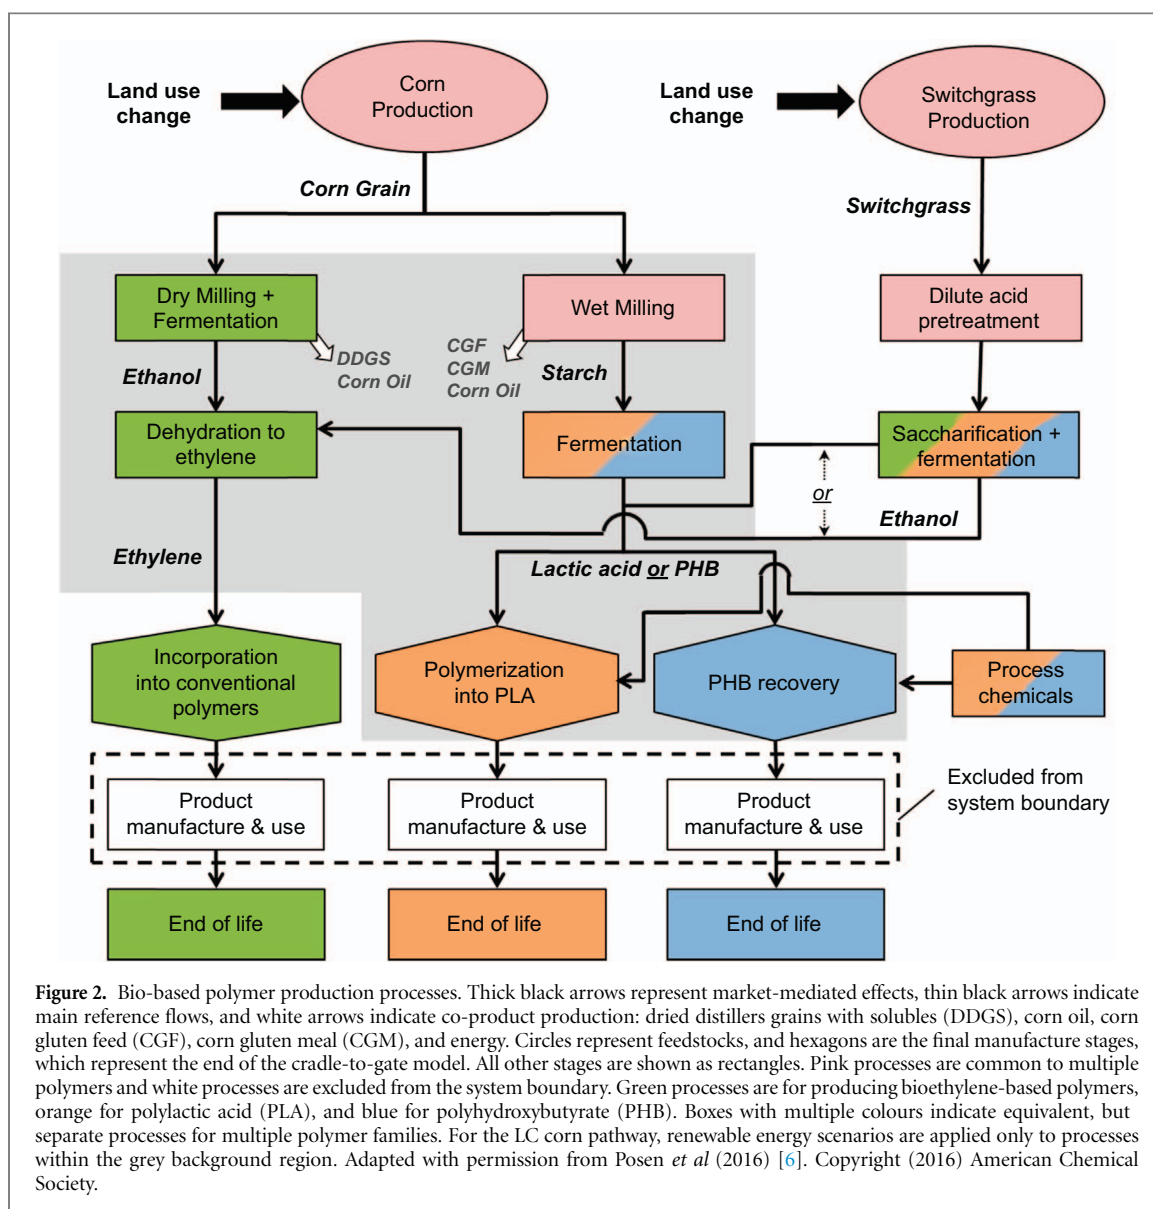 Land use
change
Corn
Production
Land use
change
Switchgrass
Production
Corn Grain
Switchgrass
Dry Milling +
Fermentation
Wet Milling
Dilute acid
pretreatment
DDGS
Corn Oil
CGF
CGM
Corn Oil
Ethanol
Starch
Dehydration to
ethylene
Fermentation
Saccharification +
fermentation
or
Ethanol
Ethylene
Lactic acid or PHB
Incorporation
into conventional
polymers
Polymerization
into PLA
PHB recovery
Process
chemicals
Product
manufacture & use
Product
manufacture & use
Product
manufacture & use
Excluded from
system boundary
End of life
End of life
End of life
Figure 2. Bio-based polymer production processes. Thick black arrows represent market-mediated effects, thin black arrows indicate
main reference flows, and white arrows indicate co-product production: dried distillers grains with solubles (DDGS), corn oil, corn
gluten feed (CGF), corn gluten meal (CGM), and energy. Circles represent feedstocks, and hexagons are the final manufacture stages,
which represent the end of the cradle-to-gate model. All other stages are shown as rectangles. Pink processes are common to multiple
polymers and white processes are excluded from the system boundary. Green processes are for producing bioethylene-based polymers,
orange for polylactic acid (PLA), and blue for polyhydroxybutyrate (PHB). Boxes with multiple colours indicate equivalent, but
separate processes for multiple polymer families. For the LC corn pathway, renewable energy scenarios are applied only to processes
within the grey background region. Adapted with permission from Posen et al (2016) [6]. Copyright (2016) American Chemical
Society.